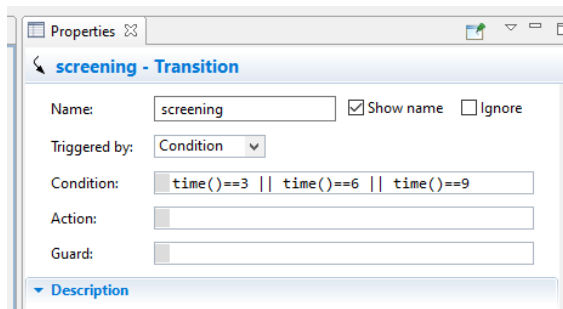 Properties
screening - Transition
Name: screening Show name Ignore
Triggered by: Condition
Condition: time()==3 || time()==6 || time()==9
Action:
Guard:
Description